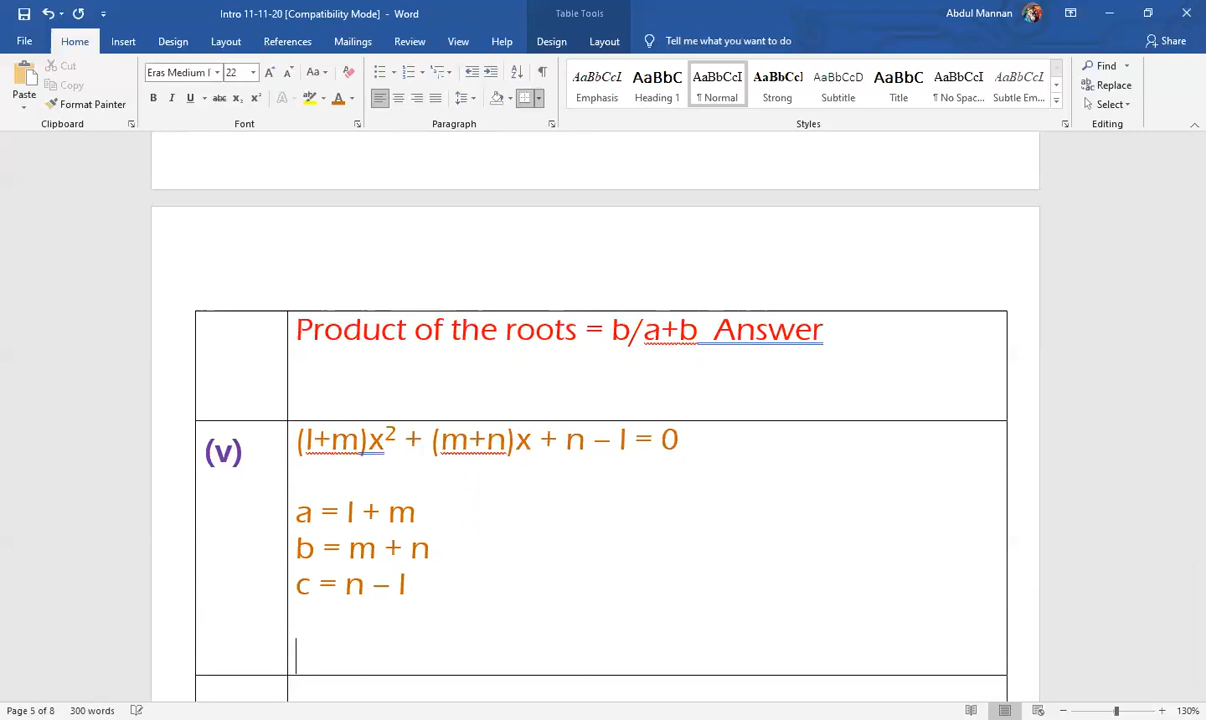 Intro 11-11-20 [Compatibility Mode] - Word
Table Tools
Abdul Mannan
File Home Insert Design Layout References Mailings Review View Help Design Layout Tell me what you want to do Share
Paste
Cut
Copy
Format Painter
Clipboard
Eras Medium I 22
Font
Paragraph
AaBbCcI AaBbC AaBbCcI AaBbCcI AaBbCcD AaBbC AaBbCcI AaBbCcI
Emphasis Heading 1 ¶ Normal Strong Subtitle Title ¶ No Spac... Subtle Em...
Styles
Find
Replace
Select
Editing
Product of the roots = b/a+b Answer
(v) (l+m)x² + (m+n)x + n – l = 0
a = l + m
b = m + n
c = n – l
Page 5 of 8 300 words 130%